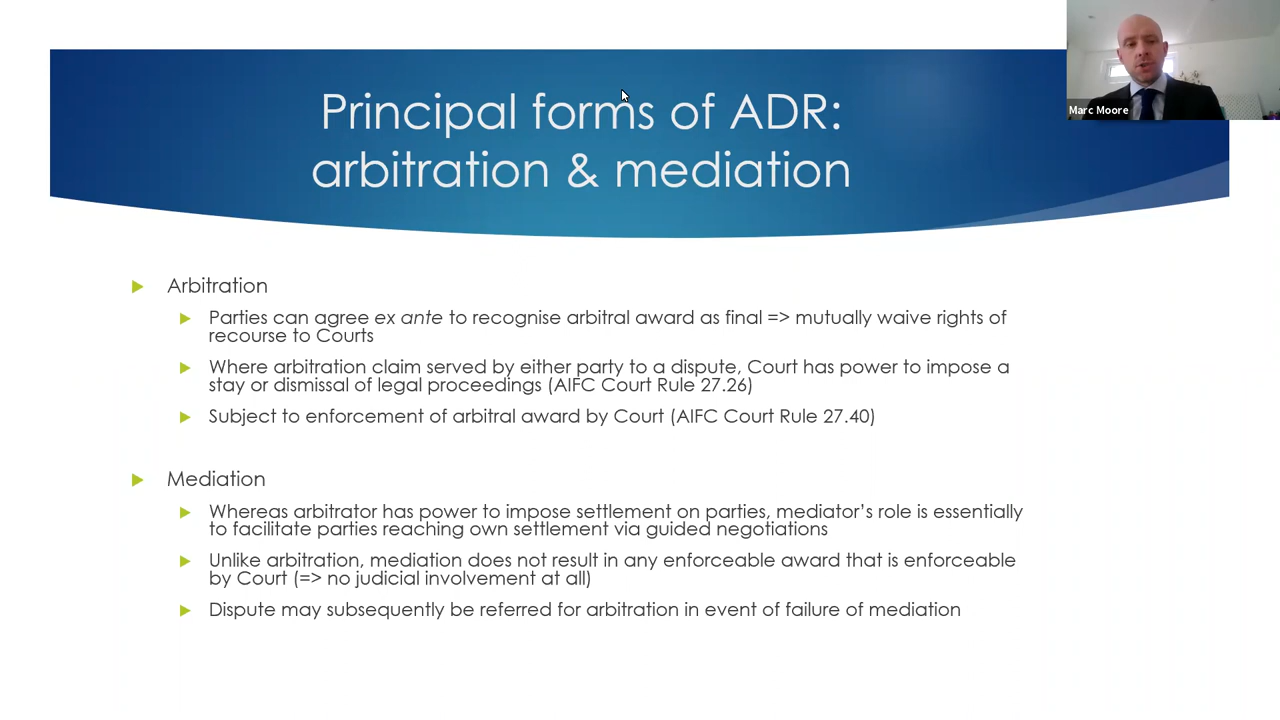 Principal forms of ADR:
arbitration & mediation
Marc Moore
Arbitration
Parties can agree ex ante to recognise arbitral award as final => mutually waive rights of
recourse to Courts
Where arbitration claim served by either party to a dispute, Court has power to impose a
stay or dismissal of legal proceedings (AIFC Court Rule 27.26)
Subject to enforcement of arbitral award by Court (AIFC Court Rule 27.40)
Mediation
Whereas arbitrator has power to impose settlement on parties, mediator’s role is essentially
to facilitate parties reaching own settlement via guided negotiations
Unlike arbitration, mediation does not result in any enforceable award that is enforceable
by Court (=> no judicial involvement at all)
Dispute may subsequently be referred for arbitration in event of failure of mediation